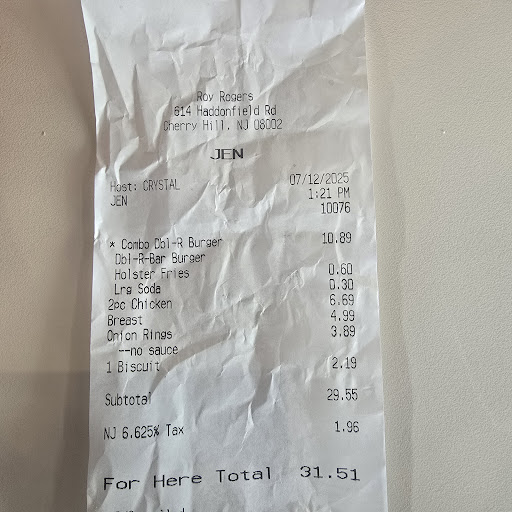 Roy Rogers
614 Haddonfield Rd
Cherry Hill, NJ 08002
JEN
Host: CRYSTAL 07/12/2025
JEN 1:21 PM
10076
* Combo Dbl-R Burger 10.89
Dbl-R-Bar Burger
Holster Fries 0.60
Lrg Soda 0.30
2pc Chicken 6.69
Breast 4.99
Onion Rings 3.89
--no sauce
1 Biscuit 2.19
Subtotal 29.55
NJ 6.625% Tax 1.96
For Here Total 31.51